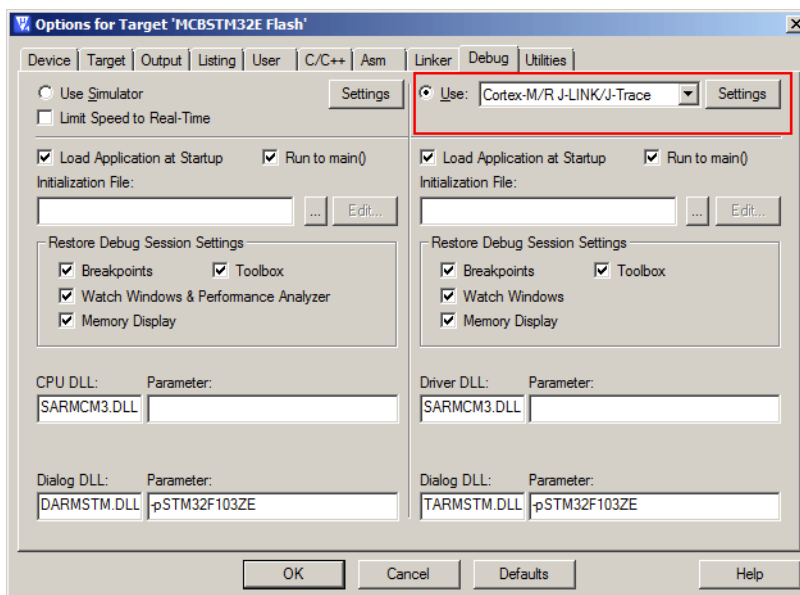 Options for Target 'MCBSTM32E Flash'
Device Target Output Listing User C/C++ Asm Linker Debug Utilities
Use Simulator Settings Use: Cortex-M/R J-LINK/J-Trace Settings
Limit Speed to Real-Time
Load Application at Startup Run to main() Load Application at Startup Run to main()
Initialization File: Initialization File:
... Edit... ... Edit...
Restore Debug Session Settings Restore Debug Session Settings
Breakpoints Toolbox Breakpoints Toolbox
Watch Windows & Performance Analyzer Watch Windows
Memory Display Memory Display
CPU DLL: Parameter: Driver DLL: Parameter:
SARMCM3.DLL SARMCM3.DLL
Dialog DLL: Parameter: Dialog DLL: Parameter:
DARMSTM.DLL -pSTM32F103ZE TARMSTM.DLL -pSTM32F103ZE
OK Cancel Defaults Help